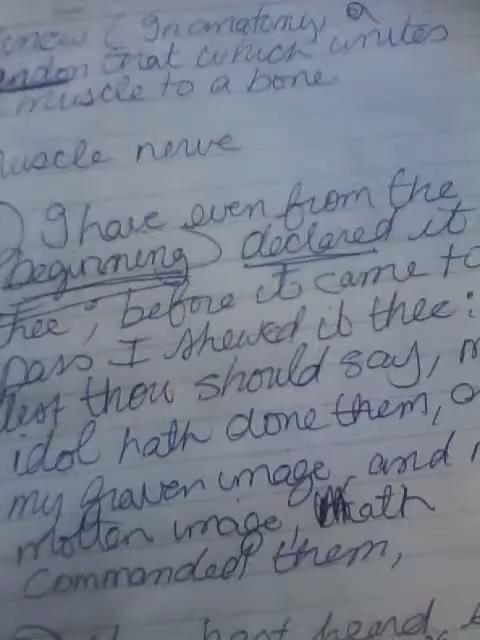 sinew ( In anatomy, a
tendon that which unites
muscle to a bone
muscle nerve
) I have even from the
beginning) declared it
thee; before it came to
pass I shewed it thee:
lest thou should say, m
idol hath done them, a
my graven image, and m
molten image, hath
Commanded them,
hast heard,